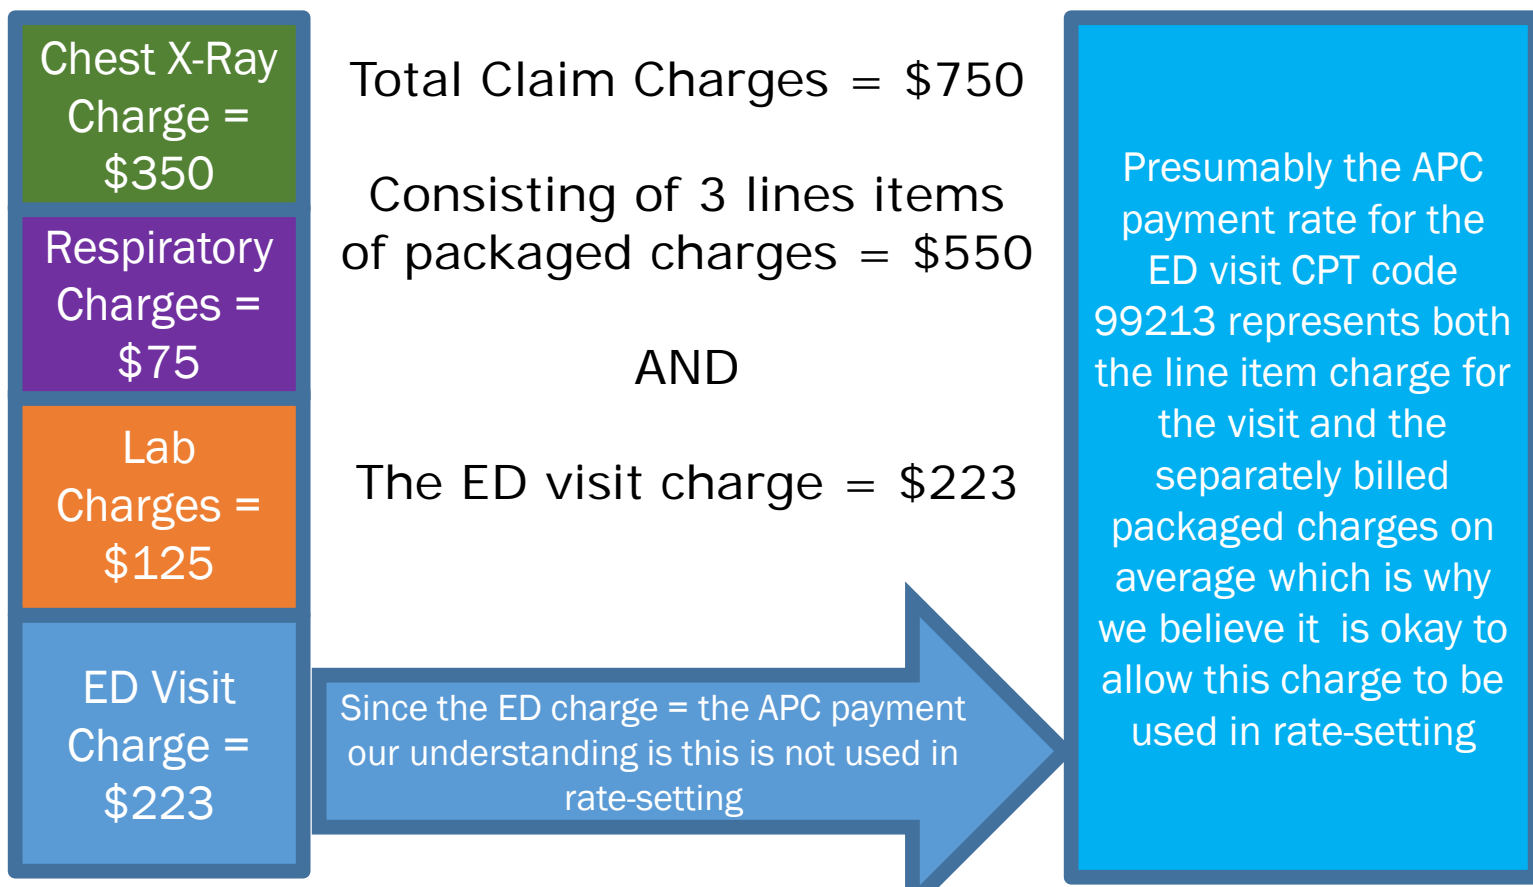 Chest X-Ray
Charge =
$350
Respiratory
Charges =
$75
Lab
Charges =
$125
ED Visit
Charge =
$223
Total Claim Charges = $750
Consisting of 3 lines items
of packaged charges = $550
AND
The ED visit charge = $223
Since the ED charge = the APC payment
our understanding is this is not used in
rate-setting
Presumably the APC
payment rate for the
ED visit CPT code
99213 represents both
the line item charge for
the visit and the
separately billed
packaged charges on
average which is why
we believe it is okay to
allow this charge to be
used in rate-setting